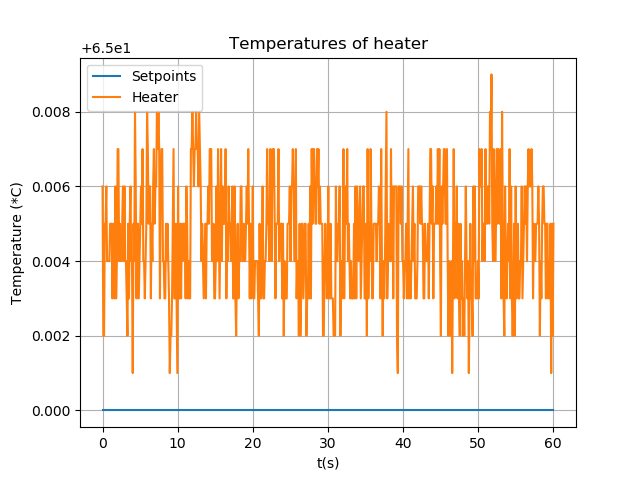 Temperatures of heater
+6.5e1
Setpoints
Heater
0.008
0.006
0.004
0.002
0.000
Temperature (*C)
0 10 20 30 40 50 60
t(s)